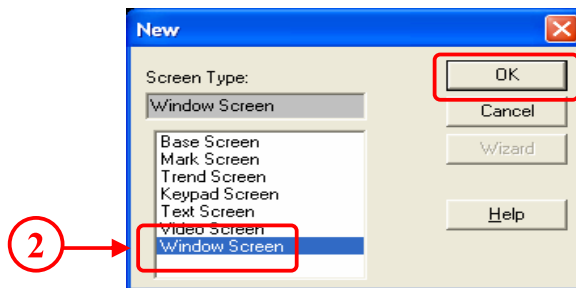 New
Screen Type:
Window Screen
OK
Cancel
Wizard
Help
Base Screen
Mark Screen
Trend Screen
Keypad Screen
Text Screen
Video Screen
Window Screen
2